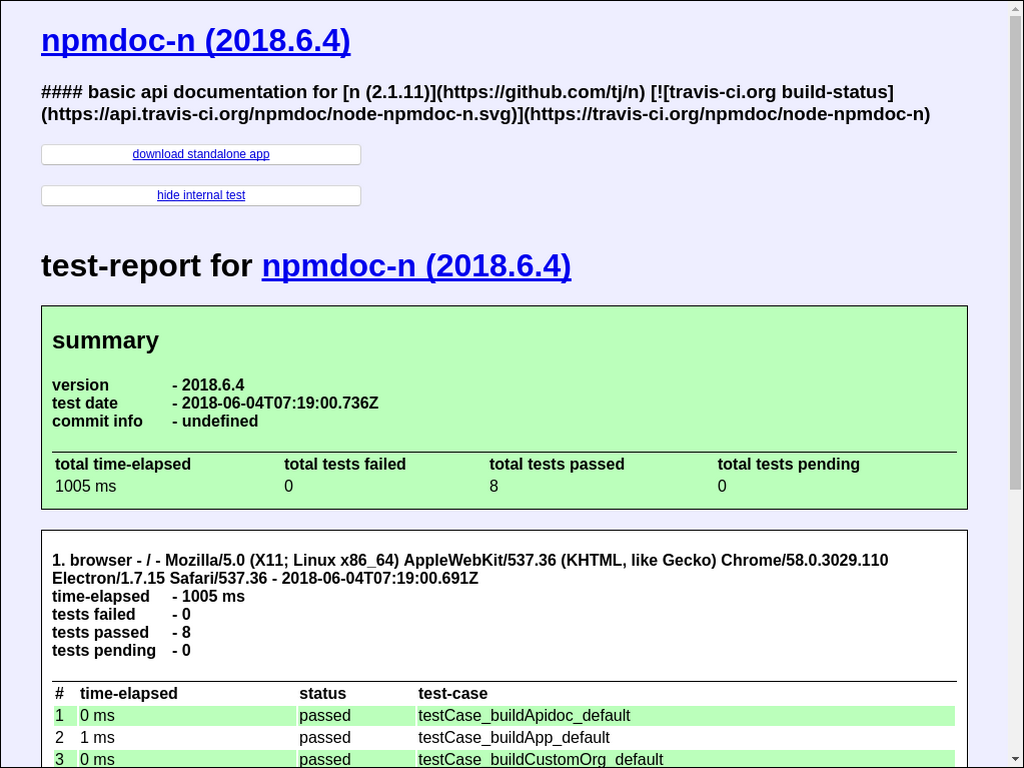 npmdoc-n (2018.6.4)
#### basic api documentation for [n (2.1.11)](https://github.com/tj/n) [![travis-ci.org build-status]
(https://api.travis-ci.org/npmdoc/node-npmdoc-n.svg)](https://travis-ci.org/npmdoc/node-npmdoc-n)
download standalone app
hide internal test
test-report for npmdoc-n (2018.6.4)
summary
version - 2018.6.4
test date - 2018-06-04T07:19:00.736Z
commit info - undefined
total time-elapsed total tests failed total tests passed total tests pending
1005 ms 0 8 0
1. browser - / - Mozilla/5.0 (X11; Linux x86_64) AppleWebKit/537.36 (KHTML, like Gecko) Chrome/58.0.3029.110
Electron/1.7.15 Safari/537.36 - 2018-06-04T07:19:00.691Z
time-elapsed - 1005 ms
tests failed - 0
tests passed - 8
tests pending - 0
# time-elapsed status test-case
1 0 ms passed testCase_buildApidoc_default
2 1 ms passed testCase_buildApp_default
3 0 ms passed testCase_buildCustomOrg_default